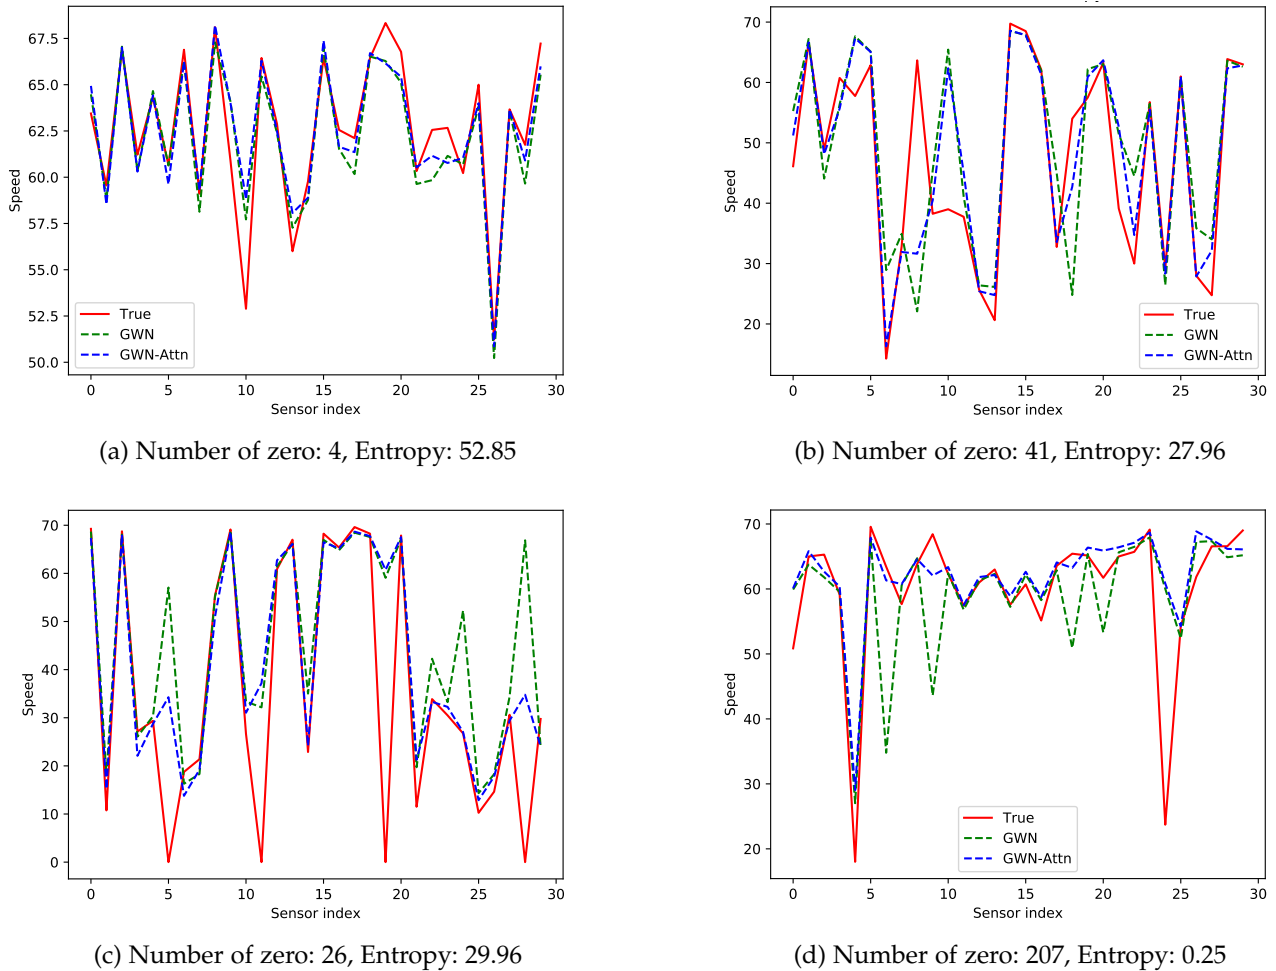 67.5
65.0
62.5
60.0
57.5
55.0
52.5
50.0
Speed
True
GWN
GWN-Attn
0 5 10 15 20 25 30
Sensor index
(a) Number of zero: 4, Entropy: 52.85
70
60
50
40
30
20
Speed
True
GWN
GWN-Attn
0 5 10 15 20 25 30
Sensor index
(b) Number of zero: 41, Entropy: 27.96
70
60
50
40
30
20
10
0
Speed
0 5 10 15 20 25 30
Sensor index
(c) Number of zero: 26, Entropy: 29.96
70
60
50
40
30
20
Speed
True
GWN
GWN-Attn
0 5 10 15 20 25 30
Sensor index
(d) Number of zero: 207, Entropy: 0.25